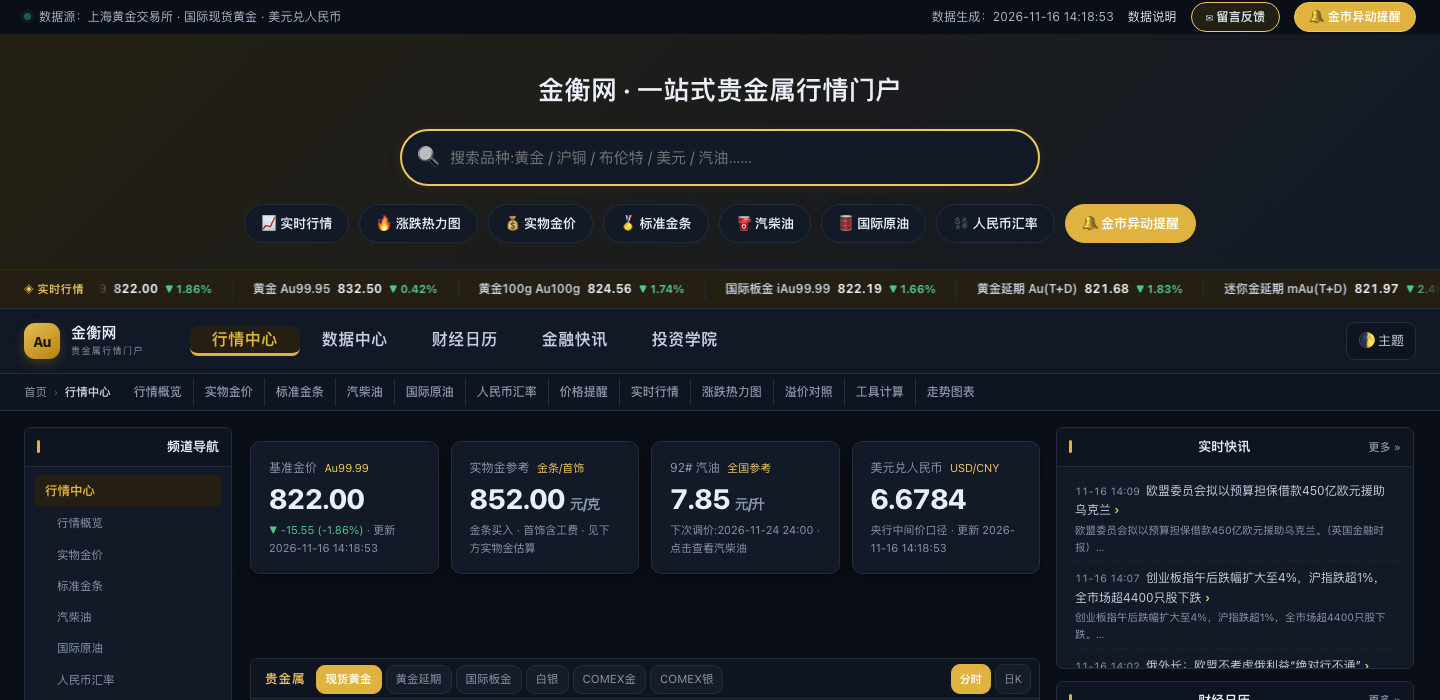 数据源: 上海黄金交易所 · 国际现货黄金 · 美元兑人民币
数据生成: 2026-11-16 14:18:53 数据说明 ✉ 留言反馈 金市异动提醒
金衡网 · 一站式贵金属行情门户
搜索品种:黄金 / 沪铜 / 布伦特 / 美元 / 汽油......
实时行情 涨跌热力图 实物金价 标准金条 汽柴油 国际原油 人民币汇率 金市异动提醒
◈ 实时行情 822.00 ▼1.86% 黄金 Au99.95 832.50 ▼0.42% 黄金100g Au100g 824.56 ▼1.74% 国际板金 iAu99.99 822.19 ▼1.66% 黄金延期 Au(T+D) 821.68 ▼1.83% 迷你金延期 mAu(T+D) 821.97 ▼2.4
Au
金衡网
贵金属行情门户
行情中心 数据中心 财经日历 金融快讯 投资学院
主题
首页 › 行情中心 行情概览 实物金价 标准金条 汽柴油 国际原油 人民币汇率 价格提醒 实时行情 涨跌热力图 溢价对照 工具计算 走势图表
频道导航
行情中心
行情概览
实物金价
标准金条
汽柴油
国际原油
人民币汇率
基准金价 Au99.99
822.00
▼ -15.55 (-1.86%) · 更新
2026-11-16 14:18:53
实物金参考 金条/首饰
852.00 元/克
金条买入 · 首饰含工费 · 见下
方实物金估算
92# 汽油 全国参考
7.85 元/升
下次调价:2026-11-24 24:00 ·
点击查看汽柴油
美元兑人民币 USD/CNY
6.6784
央行中间价口径 · 更新 2026-
11-16 14:18:53
贵金属 现货黄金 黄金延期 国际板金 白银 COMEX金 COMEX银 分时 日K
实时快讯 更多 »
11-16 14:09 欧盟委员会拟以预算担保借款450亿欧元援助
乌克兰 ›
欧盟委员会拟以预算担保借款450亿欧元援助乌克兰。(英国金融时
报) ...
11-16 14:07 创业板指午后跌幅扩大至4%, 沪指跌超1%,
全市场超4400只股下跌 ›
创业板指午后跌幅扩大至4%, 沪指跌超1%, 全市场超4400只股下
跌。...
11-16 14:02 俄外长: 欧盟不考虑俄利益"绝对行不通" ›
财经日历 更多 »